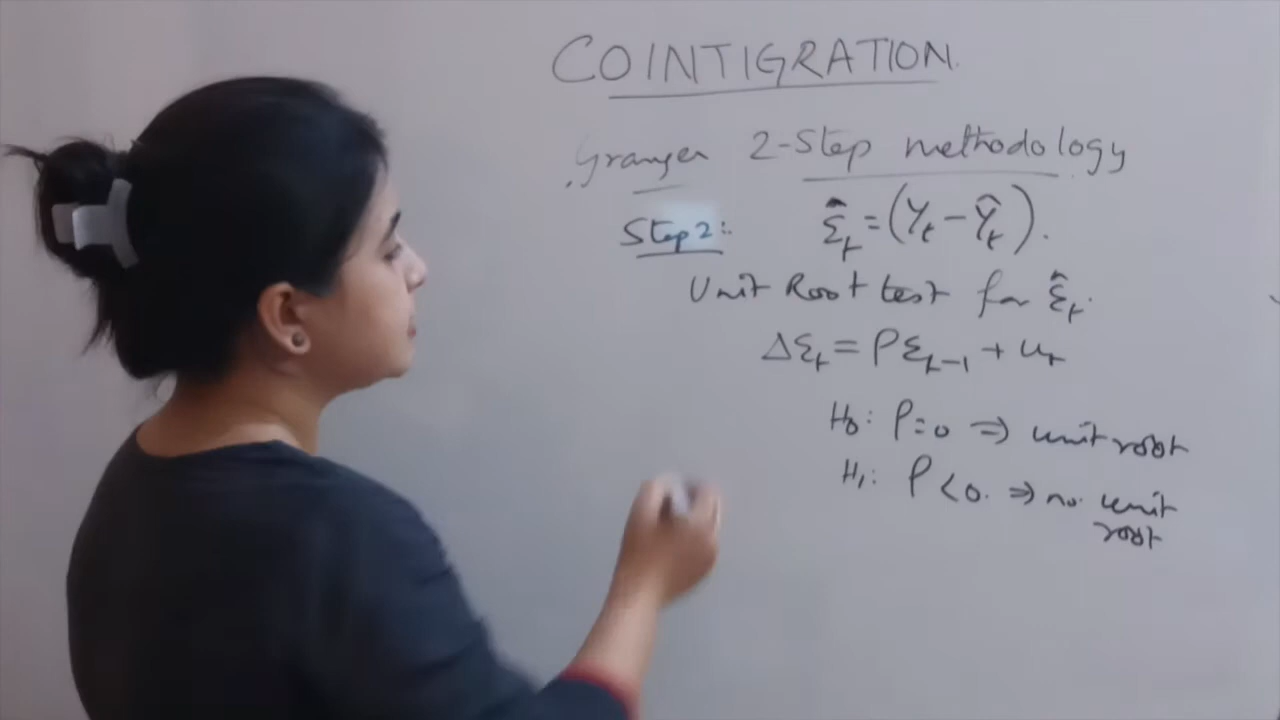 COINTIGRATION.
Granger 2-Step methodology
Step 2: ε̂ₜ = (Yₜ - Ŷₜ).
Unit Root test for ε̂ₜ.
Δεₜ = ρεₜ₋₁ + uₜ
H₀: ρ=0 ⇒ unit root
H₁: ρ<0. ⇒ no unit
root